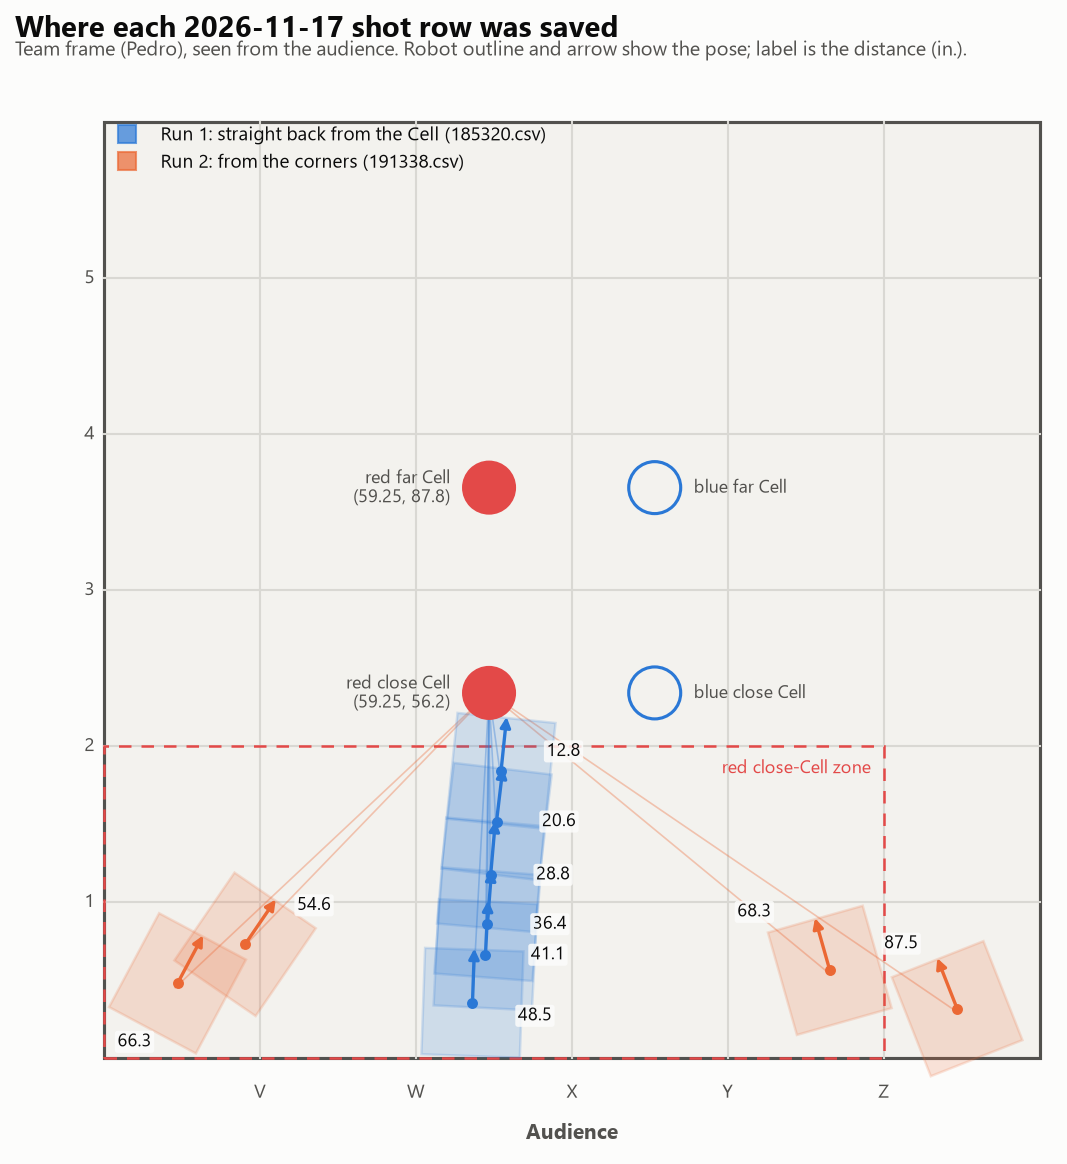 Where each 2026-11-17 shot row was saved
Team frame (Pedro), seen from the audience. Robot outline and arrow show the pose; label is the distance (in.).
Run 1: straight back from the Cell (185320.csv)
Run 2: from the corners (191338.csv)
5
4
red far Cell
(59.25, 87.8)
blue far Cell
3
red close Cell
(59.25, 56.2)
blue close Cell
2
12.8
red close-Cell zone
20.6
28.8
1
54.6
68.3
36.4
87.5
41.1
48.5
66.3
V
W
X
Y
Z
Audience